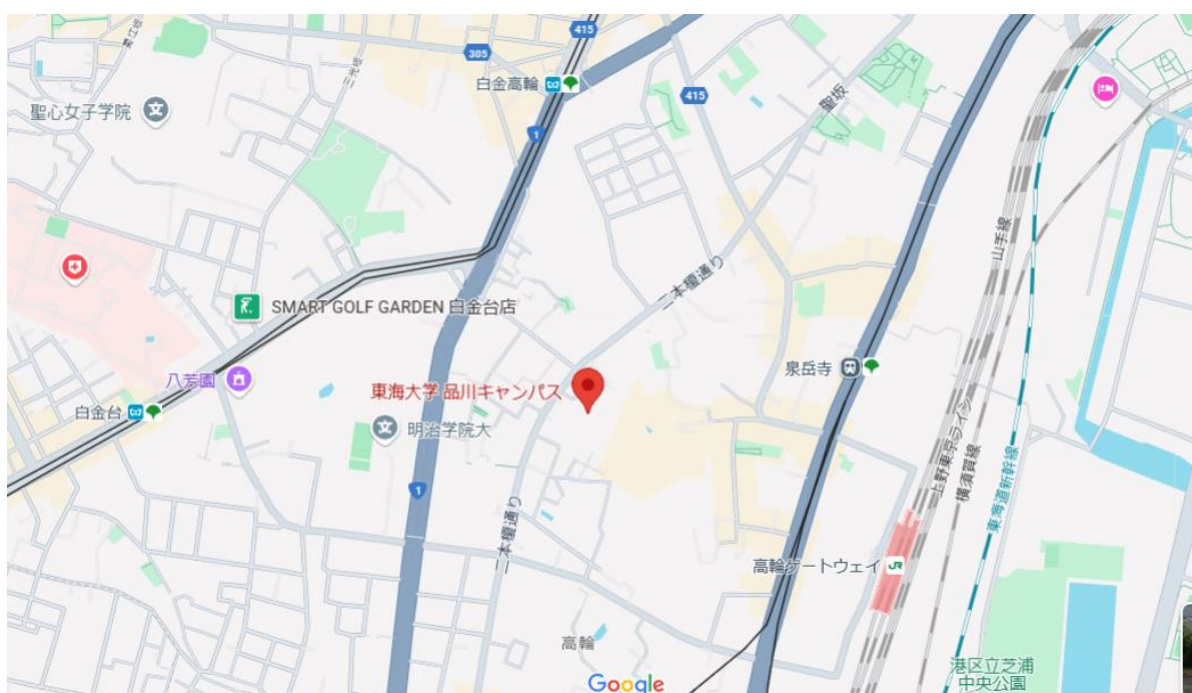 415
305
白金高輪
415
聖坂
聖心女子学院
1
山手線
二本榎通り
SMART GOLF GARDEN 白金台店
泉岳寺
八芳園
東海大学 品川キャンパス
白金台
明治学院大
上野東京ライン
横須賀線
東海道新幹線
1
二本榎通り
高輪ゲートウェイ
JR
高輪
港区立芝浦
中央公園
Google